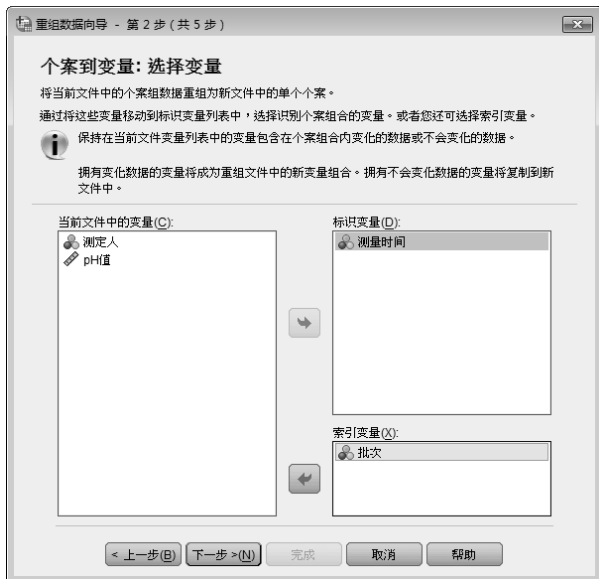 重组数据向导 - 第 2 步 ( 共 5 步 )
个案到变量: 选择变量
将当前文件中的个案组数据重组为新文件中的单个个案。
通过将这些变量移动到标识变量列表中，选择识别个案组合的变量。或者您还可选择索引变量。
保持在当前文件变量列表中的变量包含在个案组合内变化的数据或不会变化的数据。
拥有变化数据的变量将成为重组文件中的新变量组合。拥有不会变化数据的变量将复制到新
文件中。
当前文件中的变量(C):
测定人
pH值
标识变量(D):
测量时间
索引变量(X):
批次
< 上一步(B)
下一步 >(N)
完成
取消
帮助